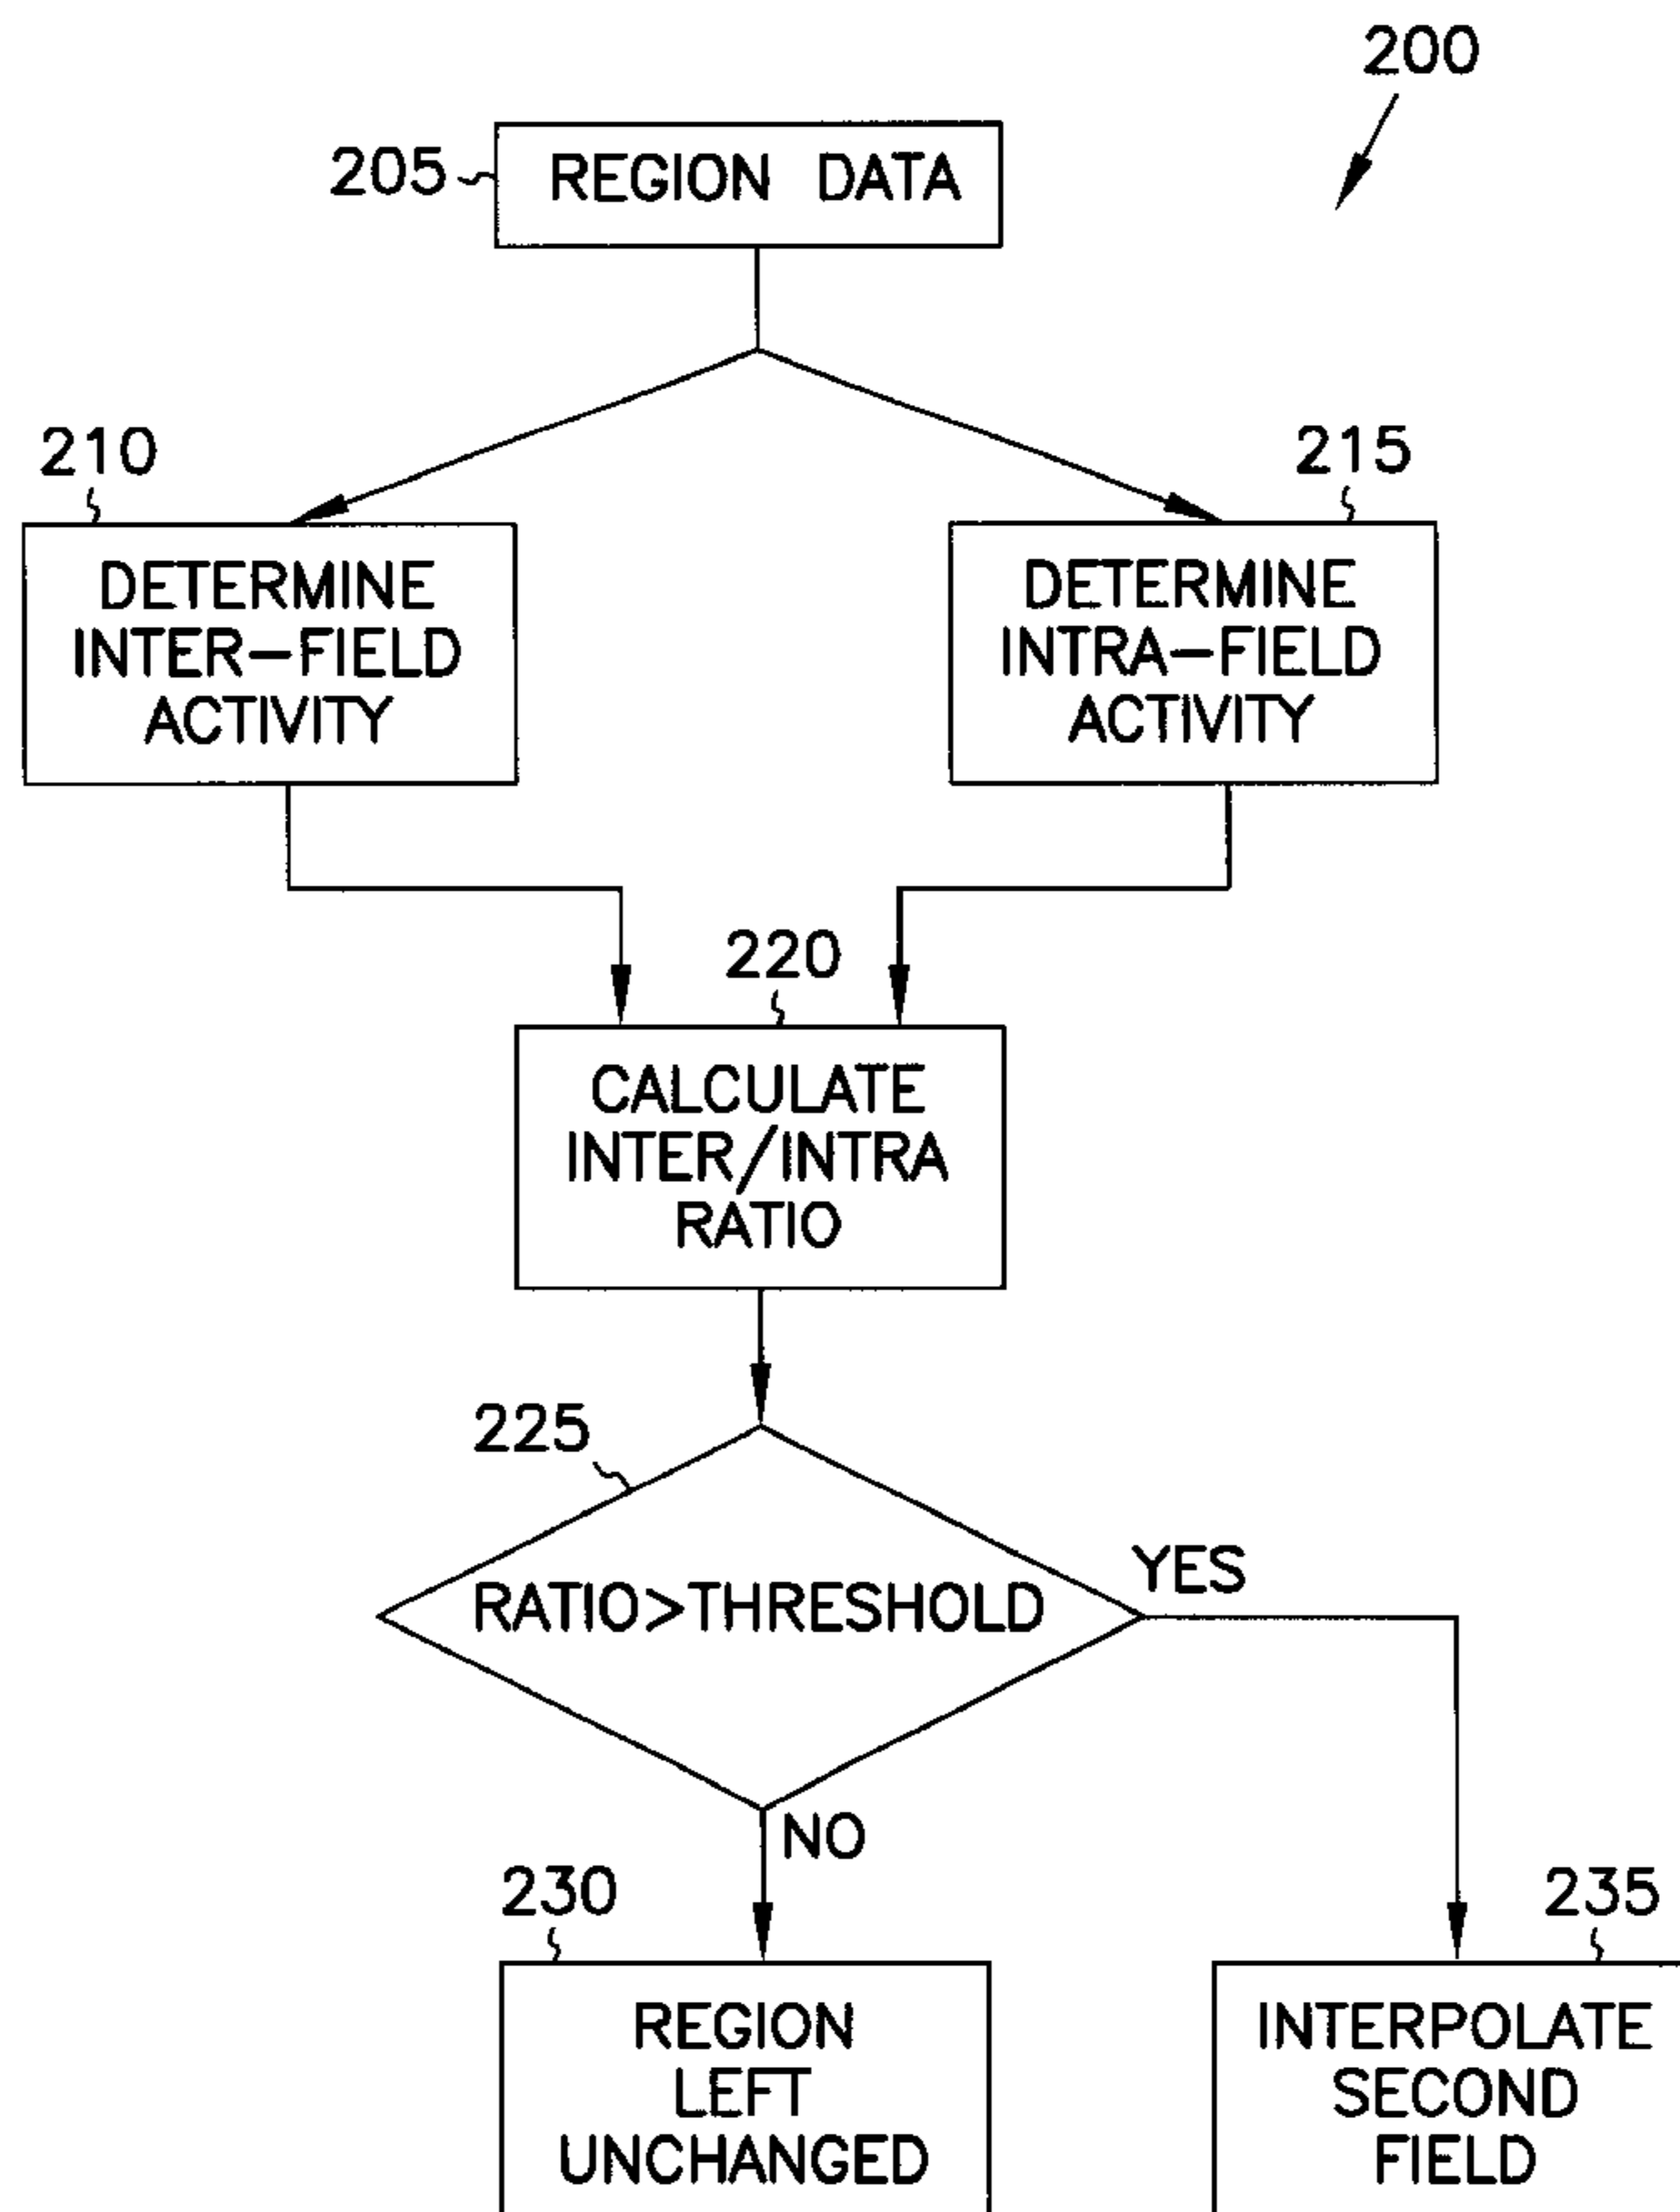 200
205
REGION DATA
210
215
DETERMINE
INTER-FIELD
ACTIVITY
DETERMINE
INTRA-FIELD
ACTIVITY
220
CALCULATE
INTER/INTRA
RATIO
225
RATIO>THRESHOLD
YES
NO
230
235
REGION
LEFT
UNCHANGED
INTERPOLATE
SECOND
FIELD